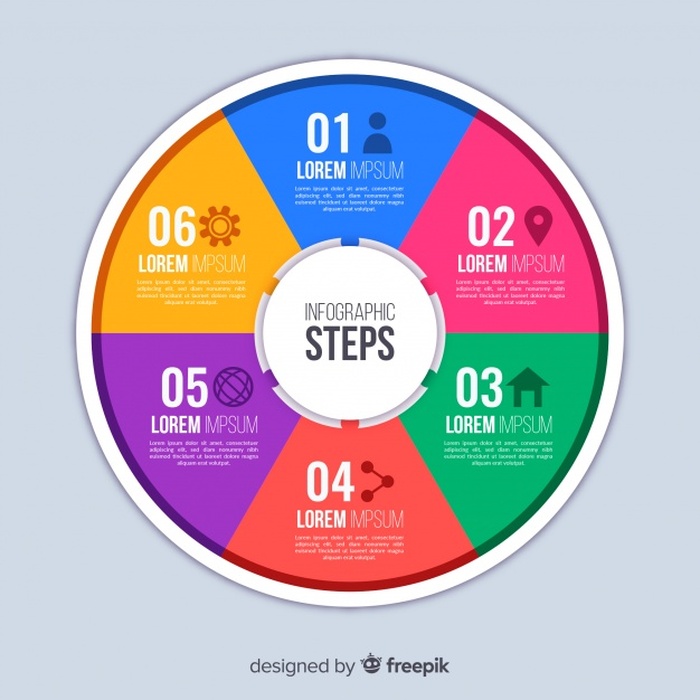 01
LOREM IMPSUM
Lorem ipsum dolor sit amet, consectetuer
adipiscing elit, sed diam nonummy nibh
euismod tincidunt ut laoreet dolore magna
aliquam erat volutpat.
02
LOREM IMPSUM
Lorem ipsum dolor sit amet, consectetuer
adipiscing elit, sed diam nonummy nibh
euismod tincidunt ut laoreet dolore magna
aliquam erat volutpat.
03
LOREM IMPSUM
Lorem ipsum dolor sit amet, consectetuer
adipiscing elit, sed diam nonummy nibh
euismod tincidunt ut laoreet dolore magna
aliquam erat volutpat.
04
LOREM IMPSUM
Lorem ipsum dolor sit amet, consectetuer
adipiscing elit, sed diam nonummy nibh
euismod tincidunt ut laoreet dolore magna
aliquam erat volutpat.
05
LOREM IMPSUM
Lorem ipsum dolor sit amet, consectetuer
adipiscing elit, sed diam nonummy nibh
euismod tincidunt ut laoreet dolore magna
aliquam erat volutpat.
06
LOREM IMPSUM
Lorem ipsum dolor sit amet, consectetuer
adipiscing elit, sed diam nonummy nibh
euismod tincidunt ut laoreet dolore magna
aliquam erat volutpat.
INFOGRAPHIC
STEPS
designed by freepik